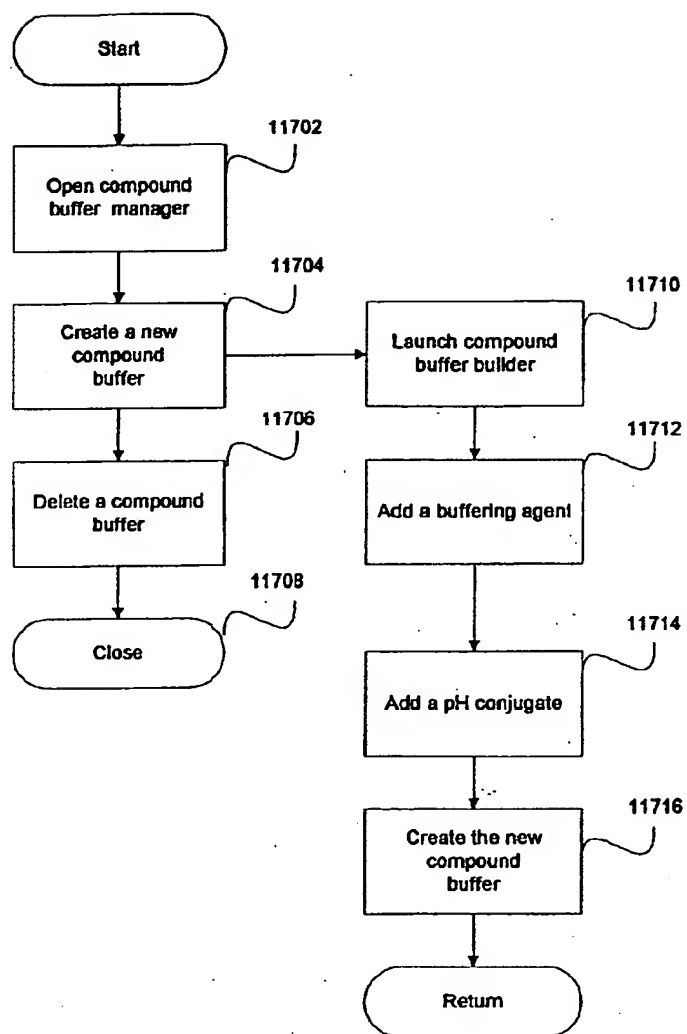 Start
11702
Open compound
buffer manager
11704
Create a new
compound
buffer
11706
Delete a compound
buffer
11708
Close
11710
Launch compound
buffer builder
11712
Add a buffering agent
11714
Add a pH conjugate
11716
Create the new
compound
buffer
Return